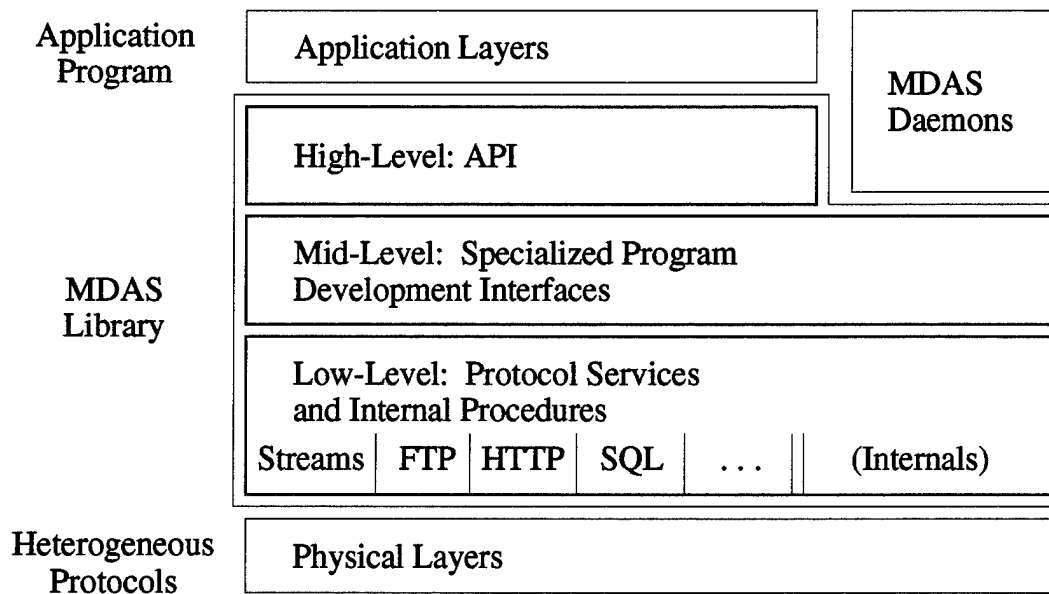 Application
Program
Application Layers
MDAS
Daemons
High-Level: API
MDAS
Library
Mid-Level: Specialized Program
Development Interfaces
Low-Level: Protocol Services
and Internal Procedures
Streams FTP HTTP SQL . . . (Internals)
Heterogeneous
Protocols
Physical Layers